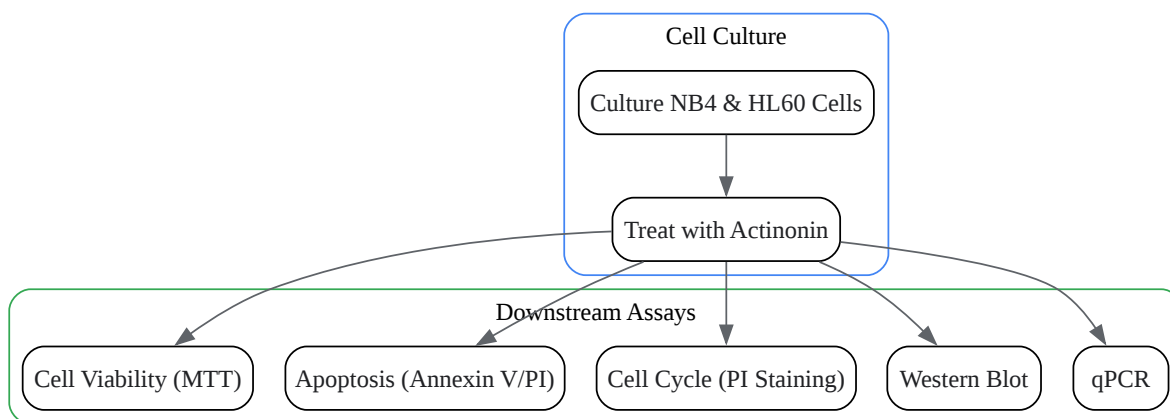 Cell Culture
Culture NB4 & HL60 Cells
Treat with Actinonin
Downstream Assays
Cell Viability (MTT)
Apoptosis (Annexin V/PI)
Cell Cycle (PI Staining)
Western Blot
qPCR